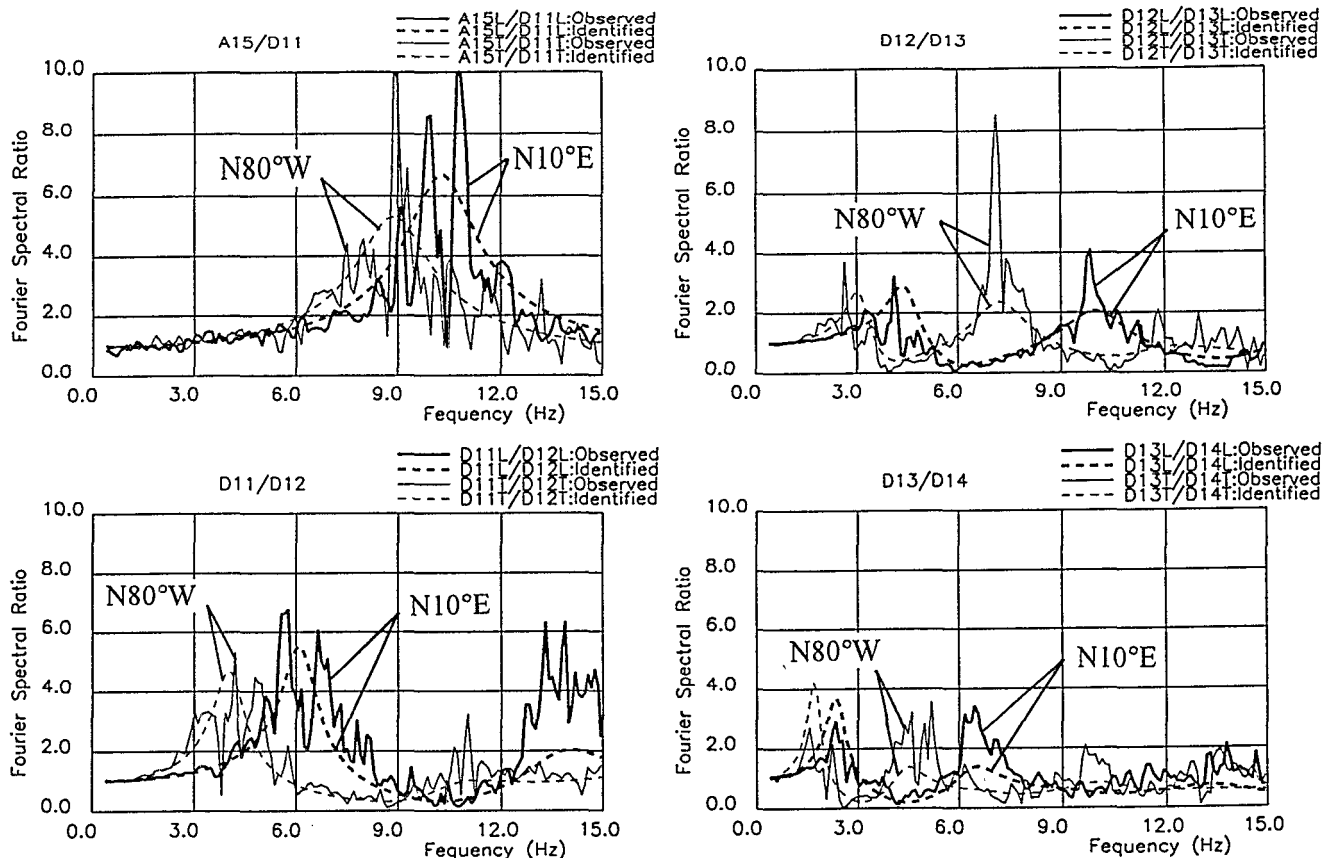 A15/D11
A15L/D11L:Observed
A15L/D11L:Identified
A15T/D11T:Observed
A15T/D11T:Identified
Fourier Spectral Ratio
10.0
8.0
6.0
4.0
2.0
0.0
N80°W
N10°E
0.0 3.0 6.0 9.0 12.0 15.0
Fequency (Hz)
D12/D13
D12L/D13L:Observed
D12L/D13L:Identified
D12T/D13T:Observed
D12T/D13T:Identified
Fourier Spectral Ratio
10.0
8.0
6.0
4.0
2.0
0.0
N80°W
N10°E
0.0 3.0 6.0 9.0 12.0 15.0
Fequency (Hz)
D11/D12
D11L/D12L:Observed
D11L/D12L:Identified
D11T/D12T:Observed
D11T/D12T:Identified
Fourier Spectral Ratio
10.0
8.0
6.0
4.0
2.0
0.0
N80°W
N10°E
0.0 3.0 6.0 9.0 12.0 15.0
Fequency (Hz)
D13/D14
D13L/D14L:Observed
D13L/D14L:Identified
D13T/D14T:Observed
D13T/D14T:Identified
Fourier Spectral Ratio
10.0
8.0
6.0
4.0
2.0
0.0
N80°W
N10°E
0.0 3.0 6.0 9.0 12.0 15.0
Fequency (Hz)